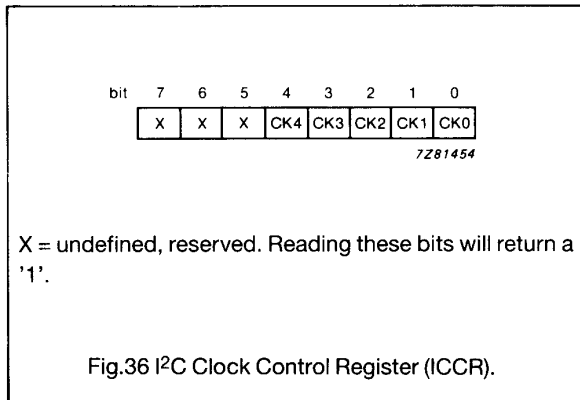 bit 7 6 5 4 3 2 1 0
X X X CK4 CK3 CK2 CK1 CK0
7Z81454
X = undefined, reserved. Reading these bits will return a
'1'.
Fig.36 I²C Clock Control Register (ICCR).